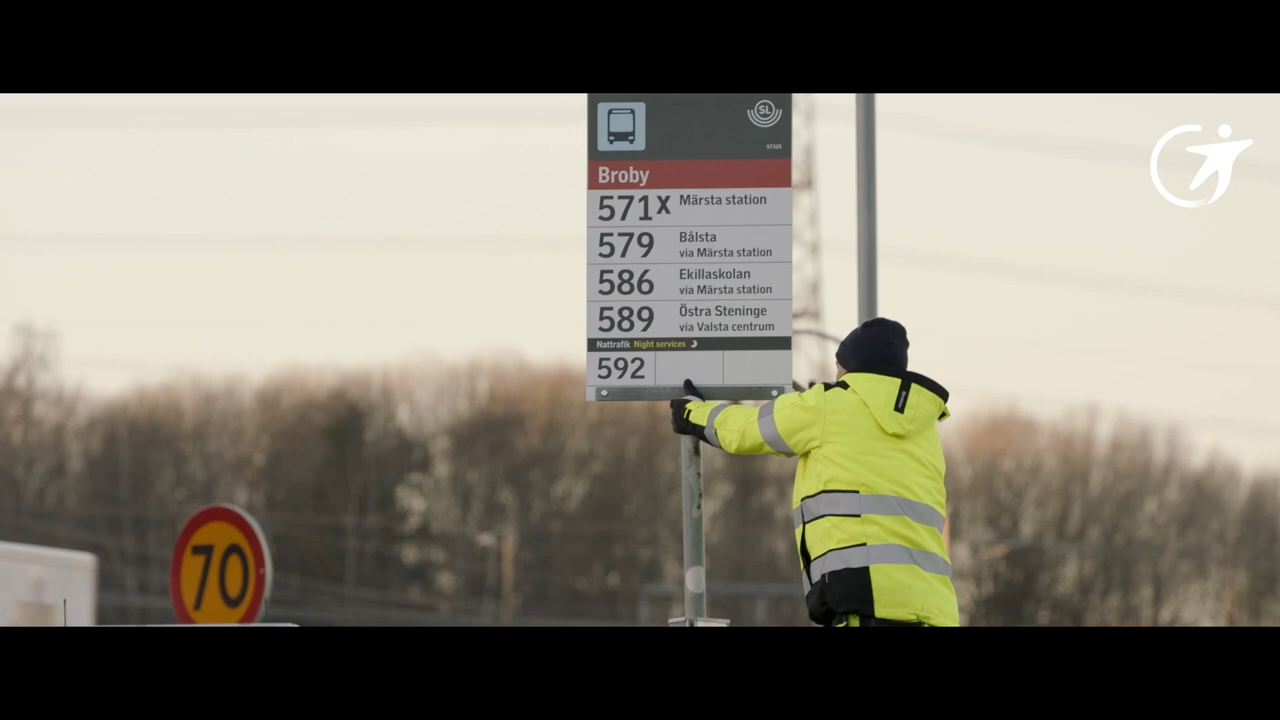 SL
57325
Broby
571X Märsta station
579 Bålsta
via Märsta station
586 Ekillaskolan
via Märsta station
589 Östra Steninge
via Valsta centrum
Nattrafik Night services
592
70